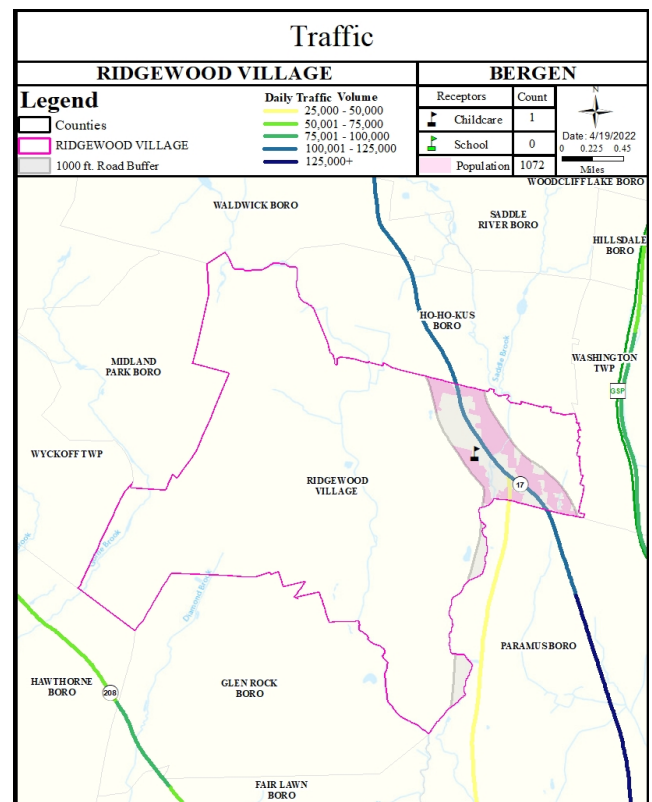 Traffic
RIDGEWOOD VILLAGE
BERGEN
Legend
Counties
RIDGEWOOD VILLAGE
1000 ft. Road Buffer
Daily Traffic Volume
25,000 - 50,000
50,001 - 75,000
75,001 - 100,000
100,001 - 125,000
125,000+
Receptors Count
Childcare 1
School 0
Population 1072
N
Date: 4/19/2022
0 0.225 0.45
Miles
WOODCLIFF LAKE BORO
WALDWICK BORO
SADDLE
RIVER BORO
HILLSDALE
BORO
HO-HO-KUS
BORO
MIDLAND
PARK BORO
Saddle Brook
WASHINGTON
TWP
GSP
WYCKOFF TWP
RIDGEWOOD
VILLAGE
17
Brook
Diamond Brook
PARAMUS BORO
HAWTHORNE
BORO
208
GLEN ROCK
BORO
FAIR LAWN
BORO